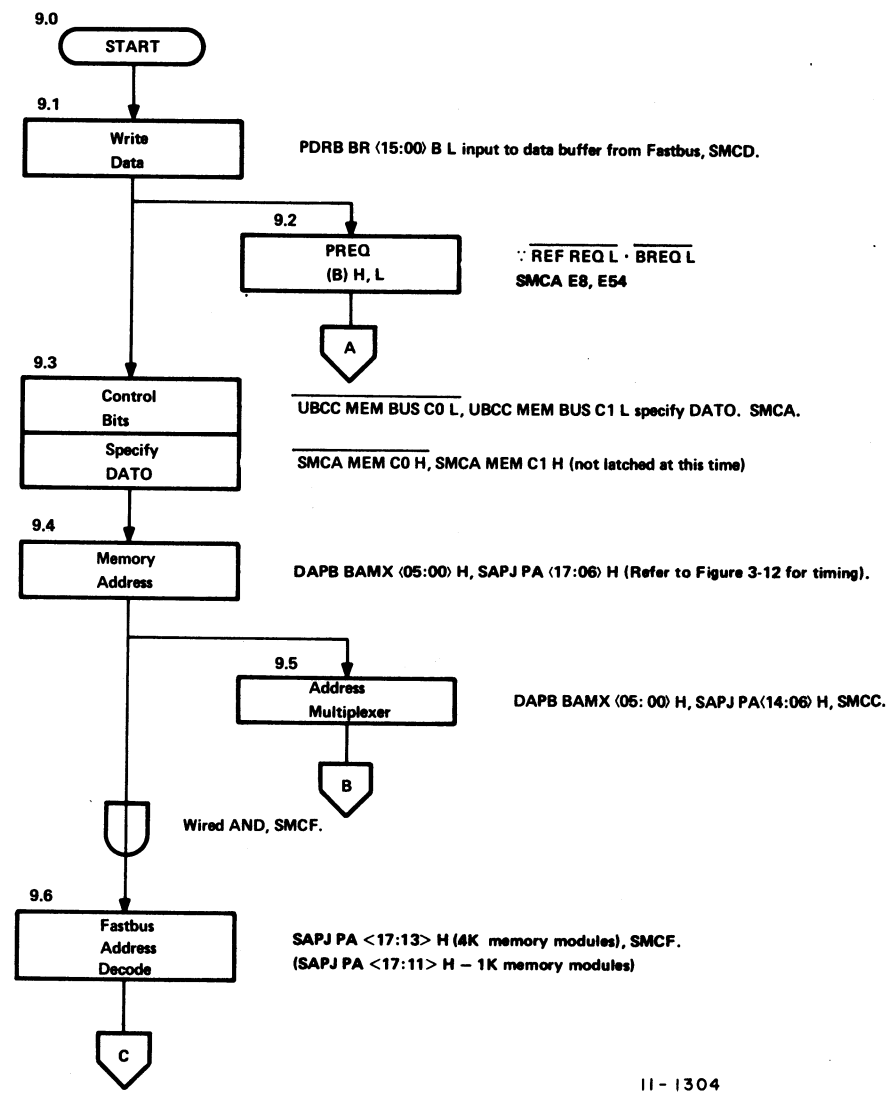 9.0
START
9.1
Write
Data
PDRB BR ⟨15:00⟩ B L input to data buffer from Fastbus, SMCD.
9.2
PREQ
(B) H, L
∵ REF REQ L · BREQ L
SMCA E8, E54
A
9.3
Control
Bits
UBCC MEM BUS C0 L, UBCC MEM BUS C1 L specify DATO. SMCA.
Specify
DATO
SMCA MEM C0 H, SMCA MEM C1 H (not latched at this time)
9.4
Memory
Address
DAPB BAMX ⟨05:00⟩ H, SAPJ PA ⟨17:06⟩ H (Refer to Figure 3-12 for timing).
9.5
Address
Multiplexer
DAPB BAMX ⟨05: 00⟩ H, SAPJ PA⟨14:06⟩ H, SMCC.
B
Wired AND, SMCF.
9.6
Fastbus
Address
Decode
SAPJ PA <17:13> H (4K memory modules), SMCF.
(SAPJ PA <17:11> H – 1K memory modules)
C
11-1304